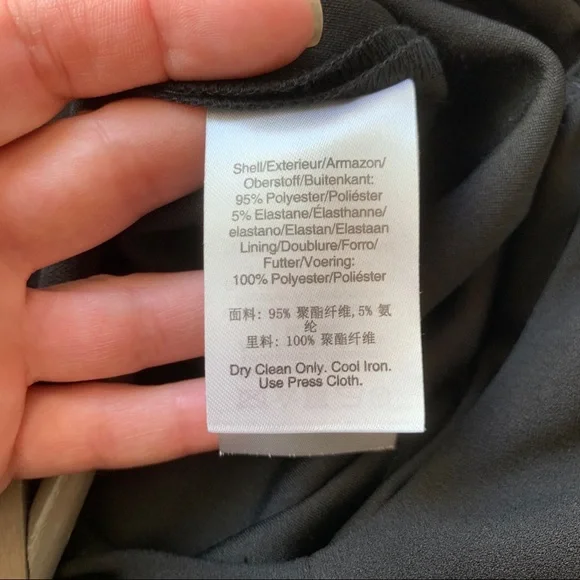 Shell/Exterieur/Armazon/
Oberstoff/Buitenkant:
95% Polyester/Poliéster
5% Elastane/Élasthanne/
elastano/Elastan/Elastaan
Lining/Doublure/Forro/
Futter/Voering:
100% Polyester/Poliéster
面料: 95% 聚酯纤维,5% 氨
纶
里料: 100% 聚酯纤维
Dry Clean Only. Cool Iron.
Use Press Cloth.